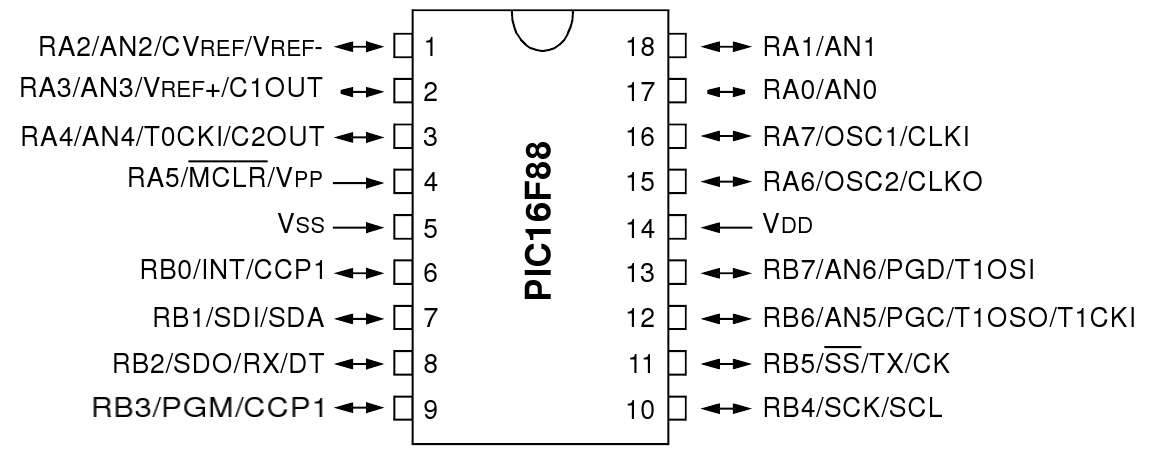 RA2/AN2/CVREF/VREF- 1 18 RA1/AN1
RA3/AN3/VREF+/C1OUT 2 17 RA0/AN0
RA4/AN4/T0CKI/C2OUT 3 16 RA7/OSC1/CLKI
RA5/MCLR/VPP 4 15 RA6/OSC2/CLKO
VSS 5 14 VDD
RB0/INT/CCP1 6 13 RB7/AN6/PGD/T1OSI
RB1/SDI/SDA 7 12 RB6/AN5/PGC/T1OSO/T1CKI
RB2/SDO/RX/DT 8 11 RB5/SS/TX/CK
RB3/PGM/CCP1 9 10 RB4/SCK/SCL
PIC16F88